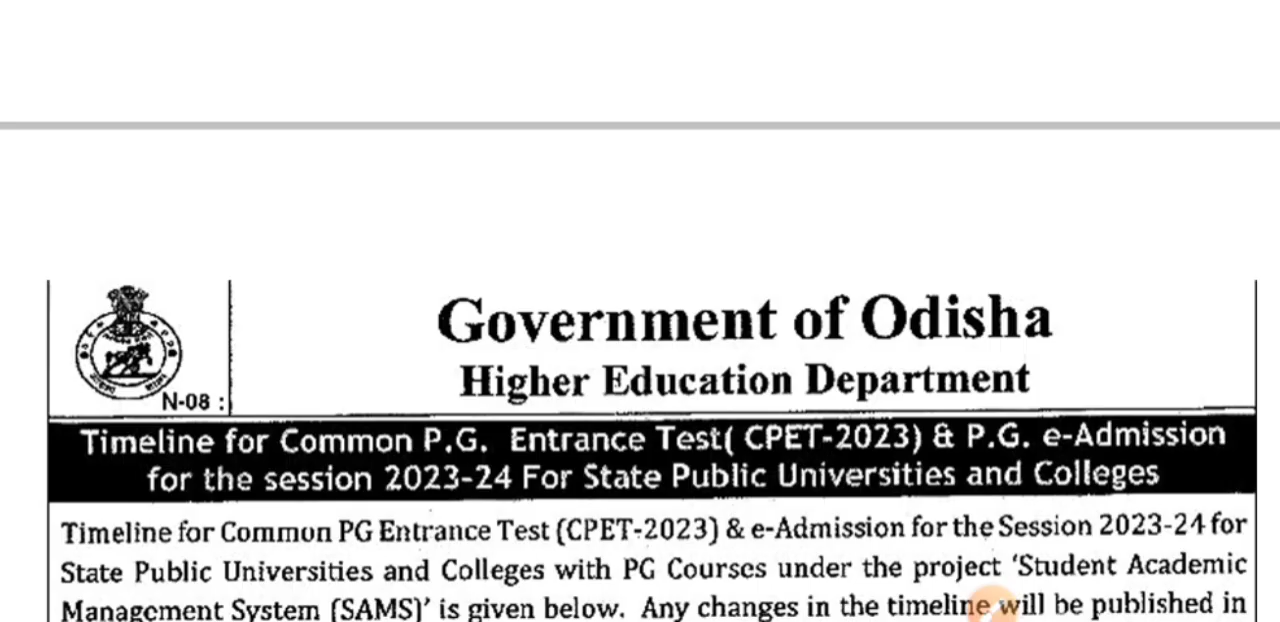 Government of Odisha
Higher Education Department
N-08 :
Timeline for Common P.G. Entrance Test( CPET-2023) & P.G. e-Admission
for the session 2023-24 For State Public Universities and Colleges
Timeline for Common PG Entrance Test (CPET-2023) & e-Admission for the Session 2023-24 for
State Public Universities and Colleges with PG Courses under the project 'Student Academic
Management System (SAMS)' is given below. Any changes in the timeline will be published in